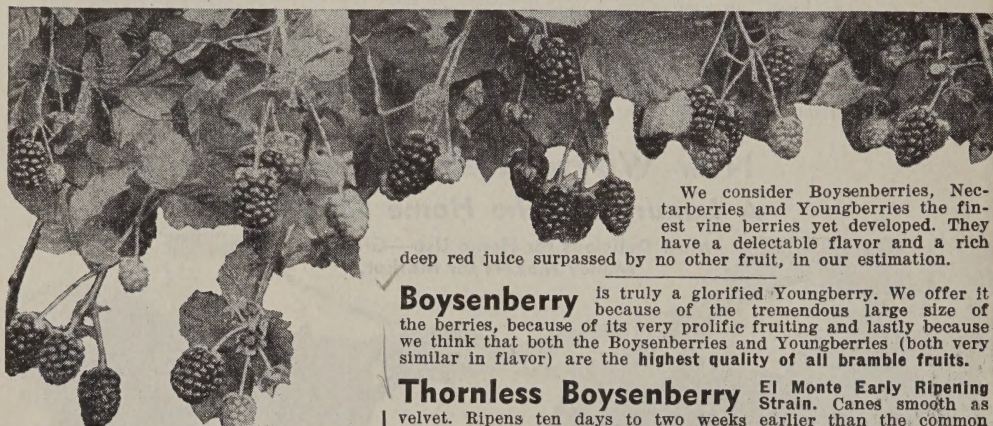 We consider Boysenberries, Nec-
tarberries and Youngberries the fin-
est vine berries yet developed. They
have a delectable flavor and a rich
deep red juice surpassed by no other fruit, in our estimation.
Boysenberry is truly a glorified Youngberry. We offer it
because of the tremendous large size of
the berries, because of its very prolific fruiting and lastly because
we think that both the Boysenberries and Youngberries (both very
similar in flavor) are the highest quality of all bramble fruits.
Thornless Boysenberry El Monte Early Ripening
Strain. Canes smooth as
velvet. Ripens ten days to two weeks earlier than the common